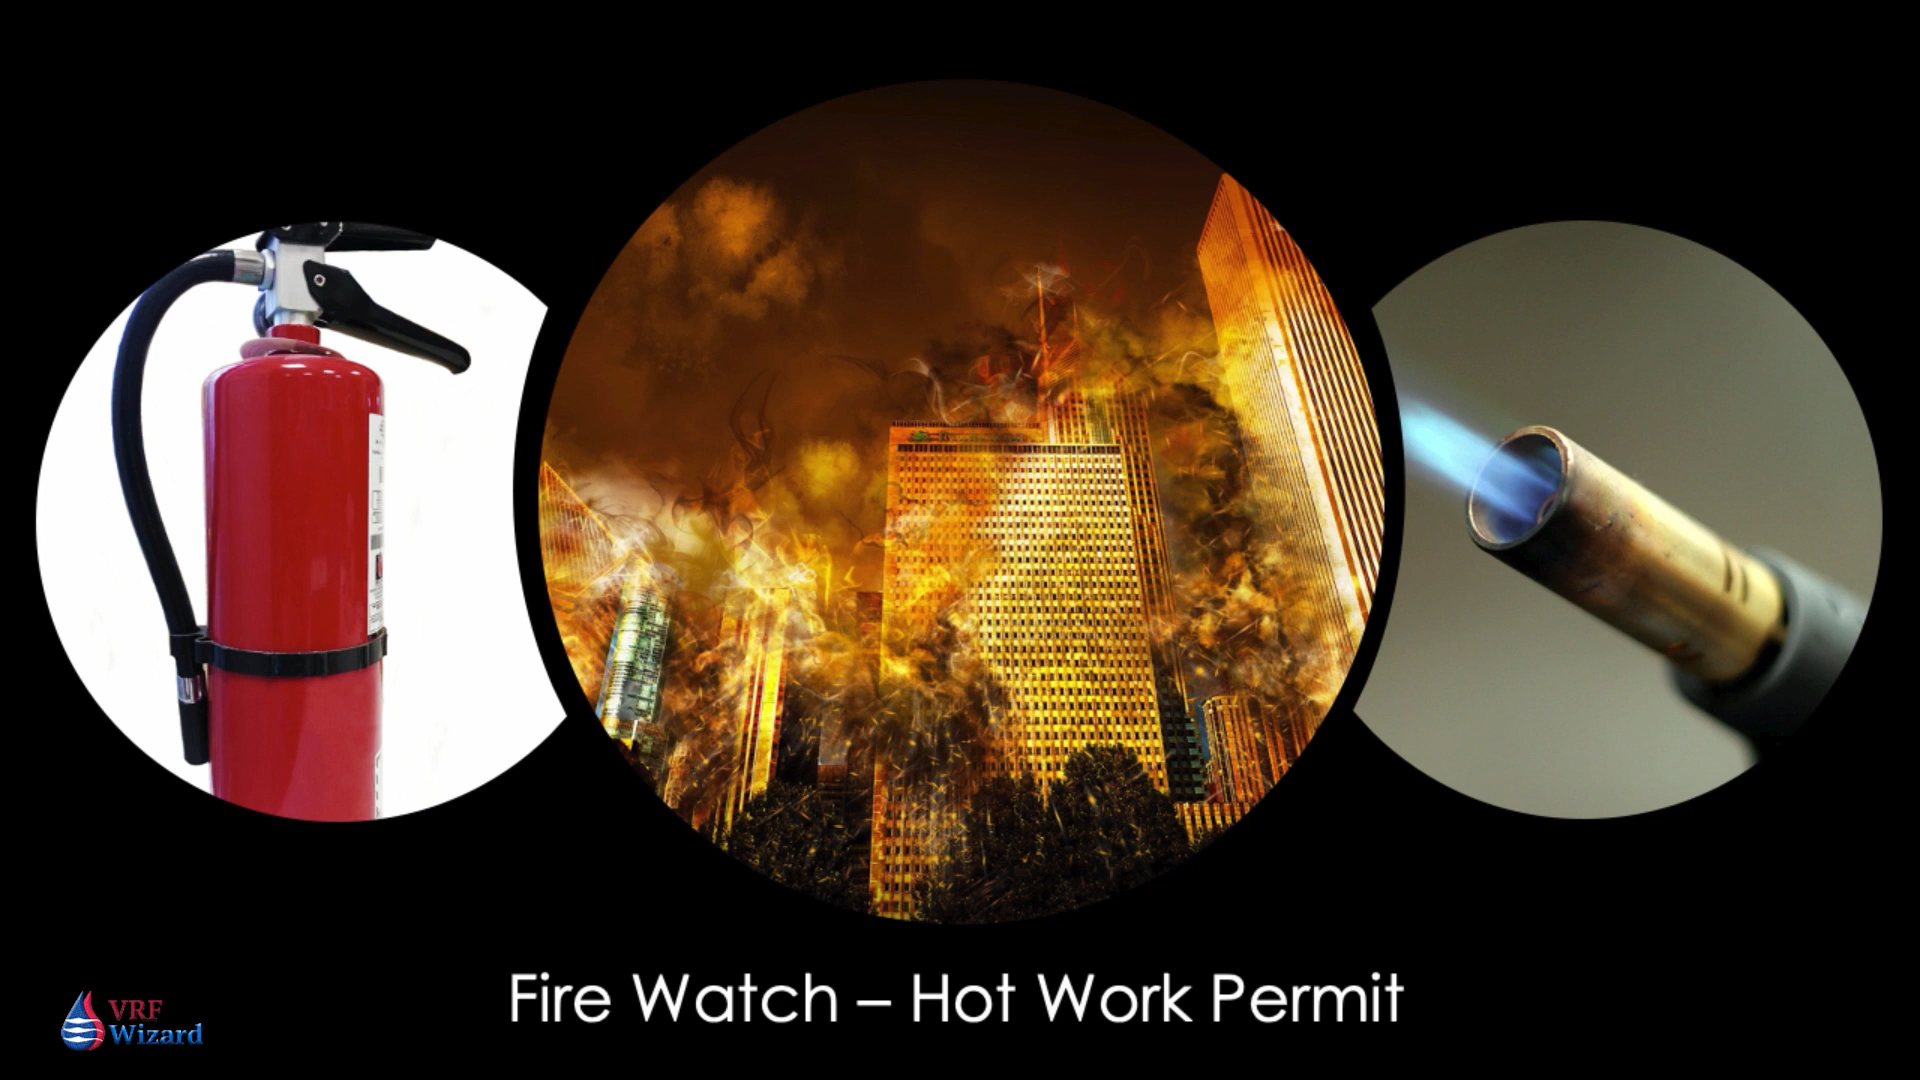 Fire Watch – Hot Work Permit
VRF
Wizard